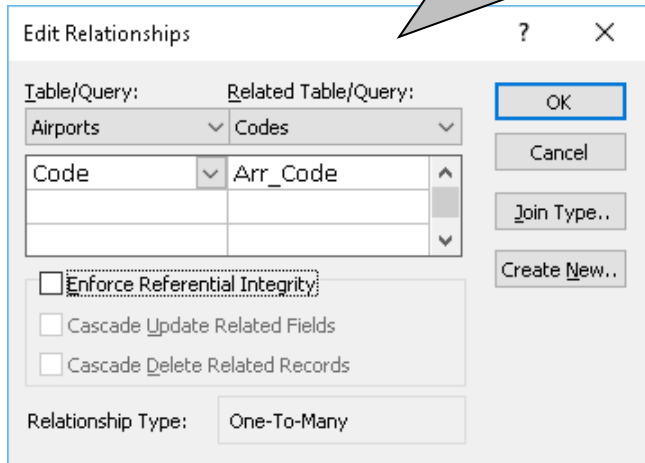 Edit Relationships ? ×
Table/Query: Related Table/Query:
Airports Codes
Code Arr_Code
OK
Cancel
Join Type..
Create New..
Enforce Referential Integrity
Cascade Update Related Fields
Cascade Delete Related Records
Relationship Type: One-To-Many